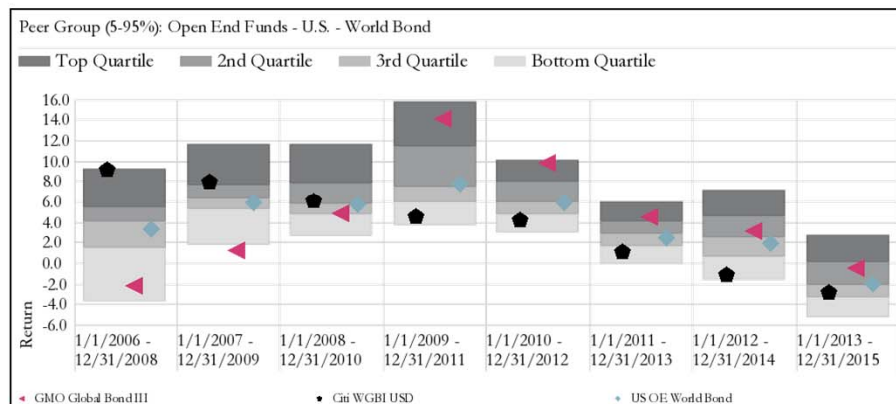 Peer Group (5-95%): Open End Funds - U.S. - World Bond
Top Quartile 2nd Quartile 3rd Quartile Bottom Quartile
16.0
14.0
12.0
10.0
8.0
6.0
4.0
2.0
0.0
-2.0
-4.0
-6.0
Return
1/1/2006 - 1/1/2007 - 1/1/2008 - 1/1/2009 - 1/1/2010 - 1/1/2011 - 1/1/2012 - 1/1/2013 -
12/31/2008 12/31/2009 12/31/2010 12/31/2011 12/31/2012 12/31/2013 12/31/2014 12/31/2015
GMO Global Bond III Citi WGBI USD US OE World Bond